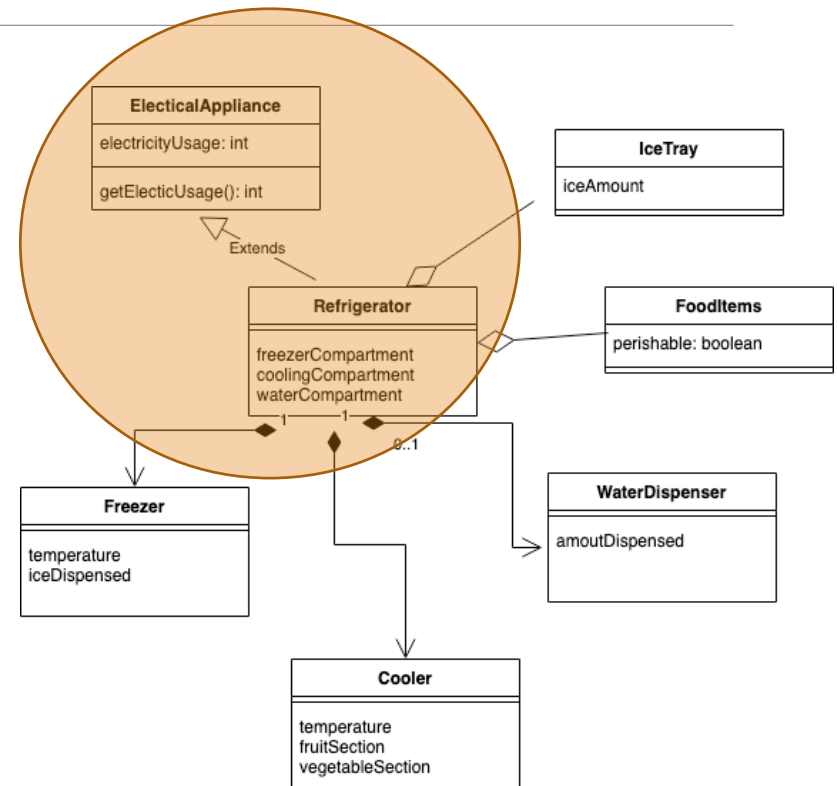 ElecticalAppliance
electricityUsage: int
getElecticUsage(): int
Extends
IceTray
iceAmount
Refrigerator
freezerCompartment
coolingCompartment
waterCompartment
FoodItems
perishable: boolean
1
1
0..1
Freezer
temperature
iceDispensed
WaterDispenser
amoutDispensed
Cooler
temperature
fruitSection
vegetableSection